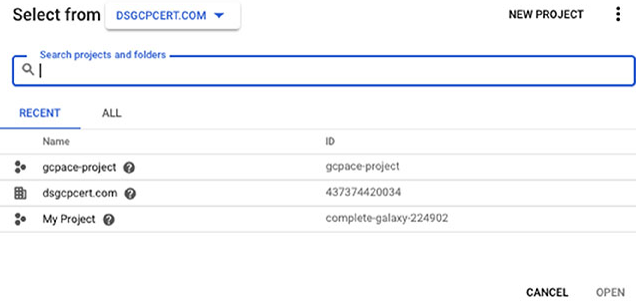 Select from DSGCPCERT.COM NEW PROJECT
Search projects and folders
RECENT ALL
Name ID
gcpace-project gcpace-project
dsgcpcert.com 437374420034
My Project complete-galaxy-224902
CANCEL OPEN